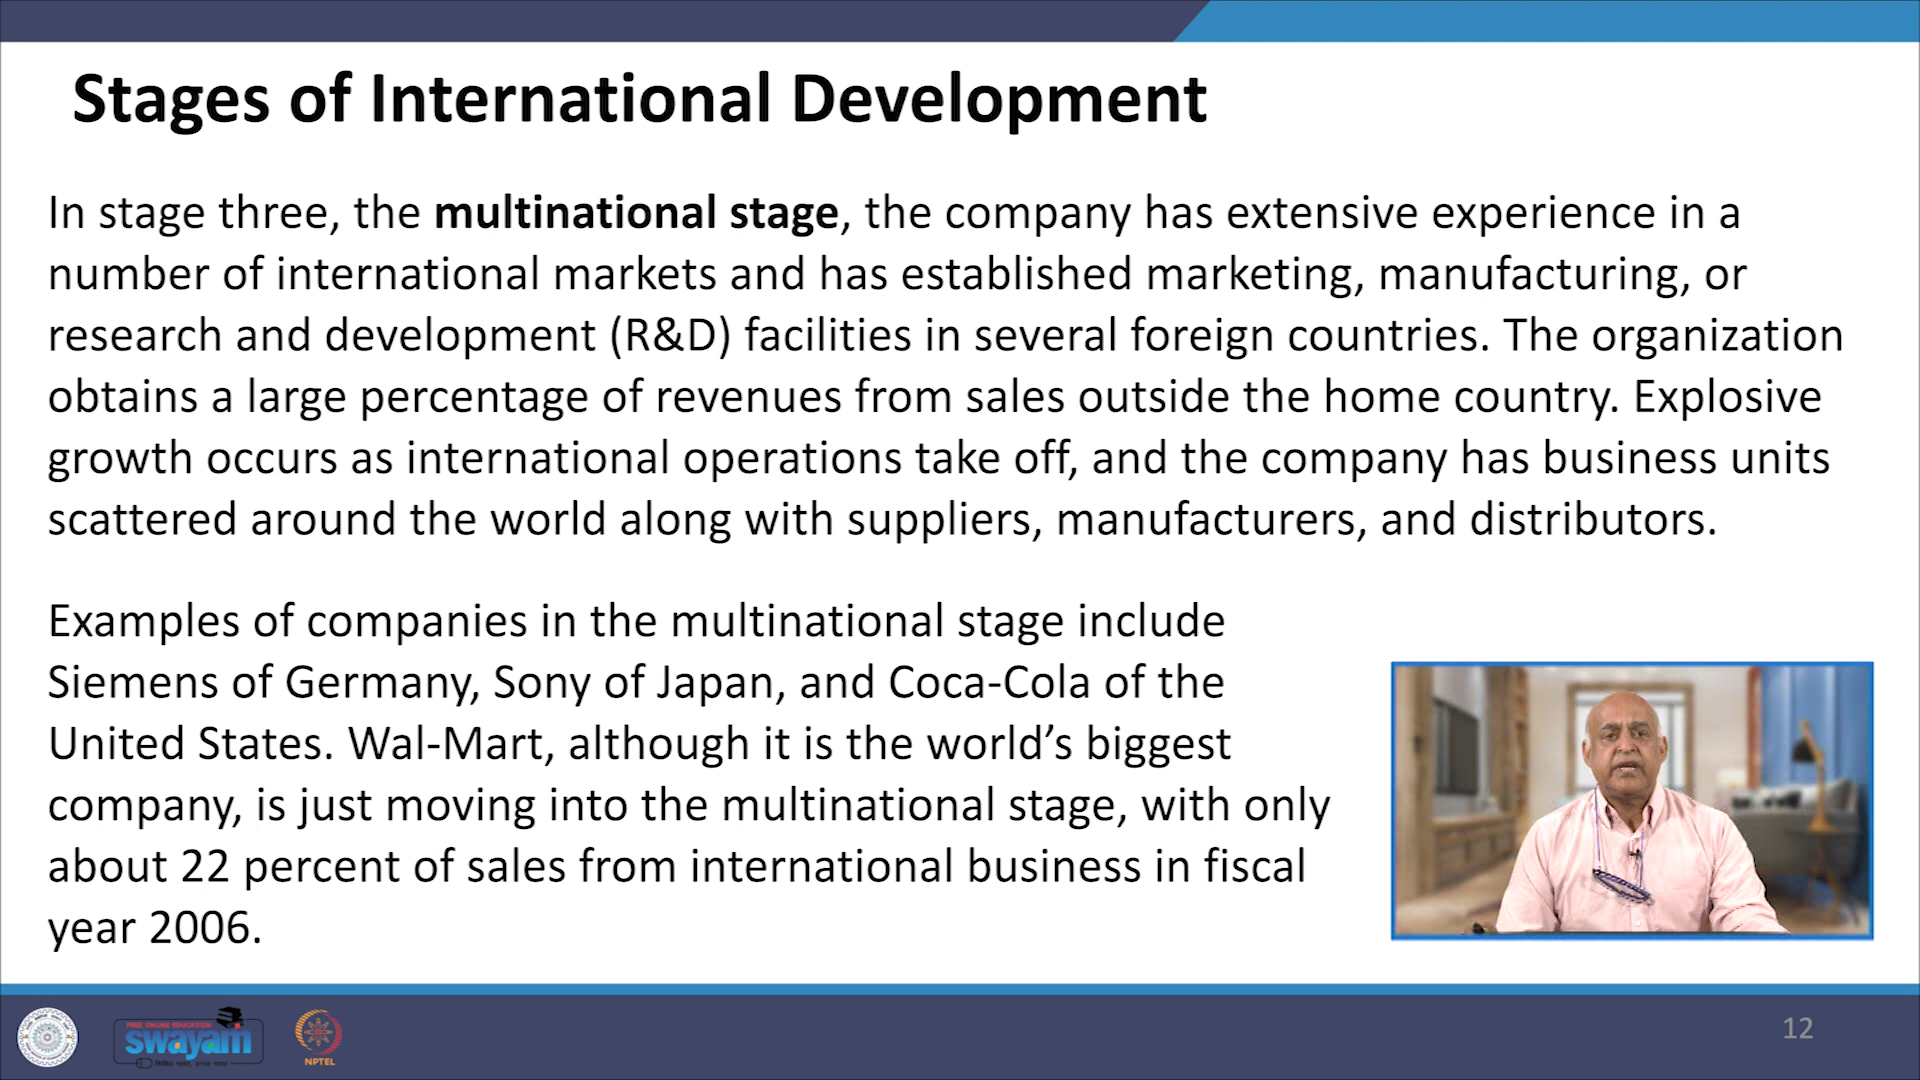 Stages of International Development
In stage three, the multinational stage, the company has extensive experience in a
number of international markets and has established marketing, manufacturing, or
research and development (R&D) facilities in several foreign countries. The organization
obtains a large percentage of revenues from sales outside the home country. Explosive
growth occurs as international operations take off, and the company has business units
scattered around the world along with suppliers, manufacturers, and distributors.
Examples of companies in the multinational stage include
Siemens of Germany, Sony of Japan, and Coca-Cola of the
United States. Wal-Mart, although it is the world’s biggest
company, is just moving into the multinational stage, with only
about 22 percent of sales from international business in fiscal
year 2006.
FREE ONLINE EDUCATION
swayam
NPTEL
12